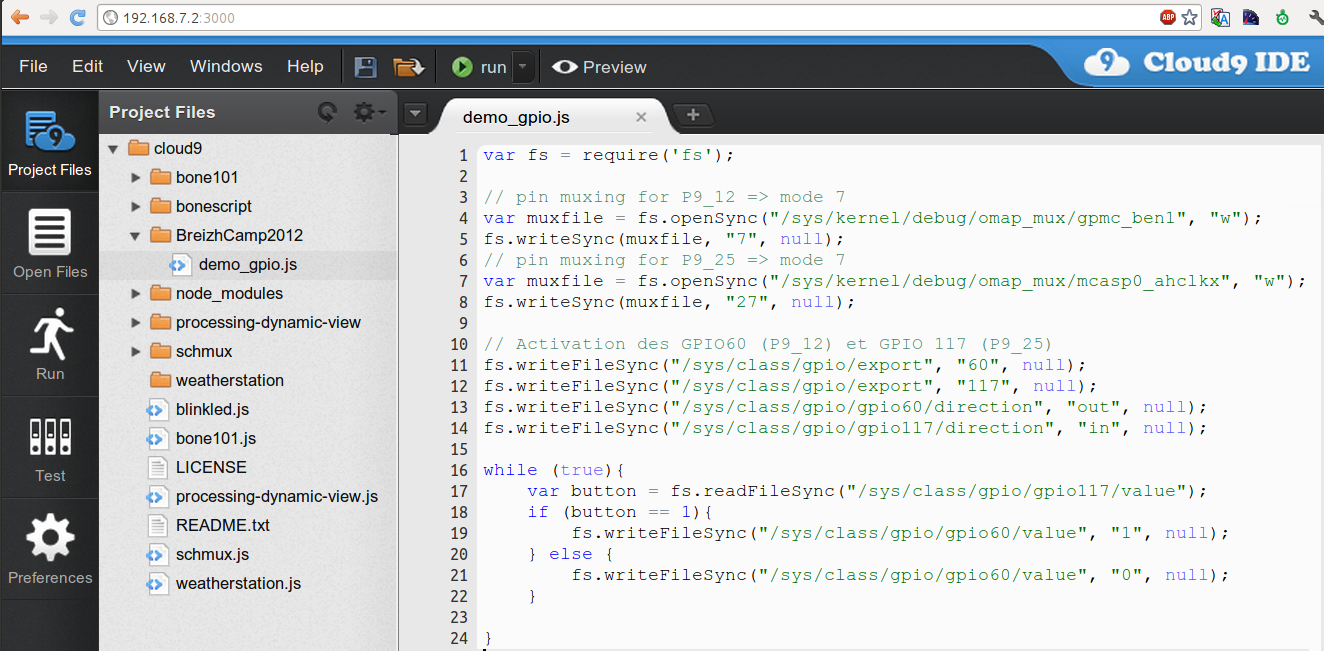 192.168.7.2:3000
ABP
File Edit View Windows Help run Preview
9 Cloud9 IDE
Project Files
Open Files
Run
Test
Preferences
Project Files
cloud9
bone101
bonescript
BreizhCamp2012
demo_gpio.js
node_modules
processing-dynamic-view
schmux
weatherstation
blinkled.js
bone101.js
LICENSE
processing-dynamic-view.js
README.txt
schmux.js
weatherstation.js
demo_gpio.js
1 var fs = require('fs');
2
3 // pin muxing for P9_12 => mode 7
4 var muxfile = fs.openSync("/sys/kernel/debug/omap_mux/gpmc_ben1", "w");
5 fs.writeSync(muxfile, "7", null);
6 // pin muxing for P9_25 => mode 7
7 var muxfile = fs.openSync("/sys/kernel/debug/omap_mux/mcasp0_ahclkx", "w");
8 fs.writeSync(muxfile, "27", null);
9
10 // Activation des GPIO60 (P9_12) et GPIO 117 (P9_25)
11 fs.writeFileSync("/sys/class/gpio/export", "60", null);
12 fs.writeFileSync("/sys/class/gpio/export", "117", null);
13 fs.writeFileSync("/sys/class/gpio/gpio60/direction", "out", null);
14 fs.writeFileSync("/sys/class/gpio/gpio117/direction", "in", null);
15
16 while (true){
17     var button = fs.readFileSync("/sys/class/gpio/gpio117/value");
18     if (button == 1){
19         fs.writeFileSync("/sys/class/gpio/gpio60/value", "1", null);
20     } else {
21         fs.writeFileSync("/sys/class/gpio/gpio60/value", "0", null);
22     }
23
24 }